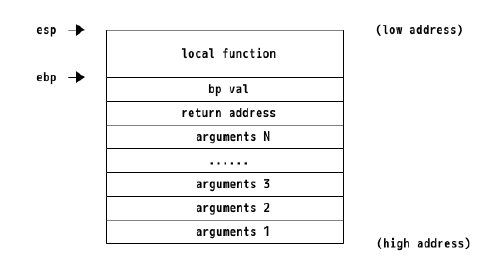 esp
(low address)
local function
ebp
bp val
return address
arguments N
......
arguments 3
arguments 2
arguments 1
(high address)